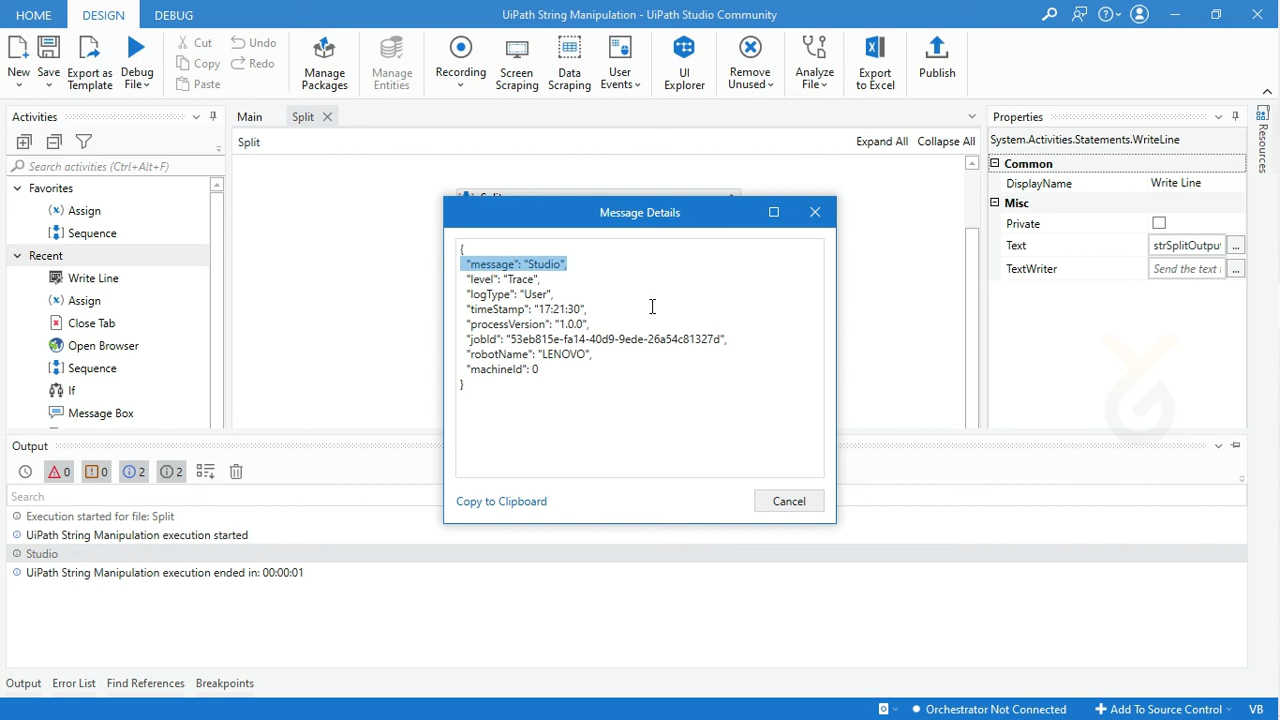 HOME DESIGN DEBUG UiPath String Manipulation - UiPath Studio Community
New Save Export as Template Debug File Cut Copy Paste Undo Redo Manage Packages Manage Entities Recording Screen Scraping Data Scraping User Events UI Explorer Remove Unused Analyze File Export to Excel Publish
Activities
Search activities (Ctrl+Alt+F)
Favorites
Assign
Sequence
Recent
Write Line
Assign
Close Tab
Open Browser
Sequence
If
Message Box
Main Split
Split Expand All Collapse All
Message Details
{
"message": "Studio",
"level": "Trace",
"logType": "User",
"timeStamp": "17:21:30",
"processVersion": "1.0.0",
"jobId": "53eb815e-fa14-40d9-9ede-26a54c81327d",
"robotName": "LENOVO",
"machineId": 0
}
Copy to Clipboard Cancel
Properties
System.Activities.Statements.WriteLine
Common
DisplayName Write Line
Misc
Private
Text strSplitOutput ...
TextWriter Send the text ...
Resources
Output
0 0 2 2
Search
Execution started for file: Split
UiPath String Manipulation execution started
Studio
UiPath String Manipulation execution ended in: 00:00:01
Output Error List Find References Breakpoints
Orchestrator Not Connected Add To Source Control VB